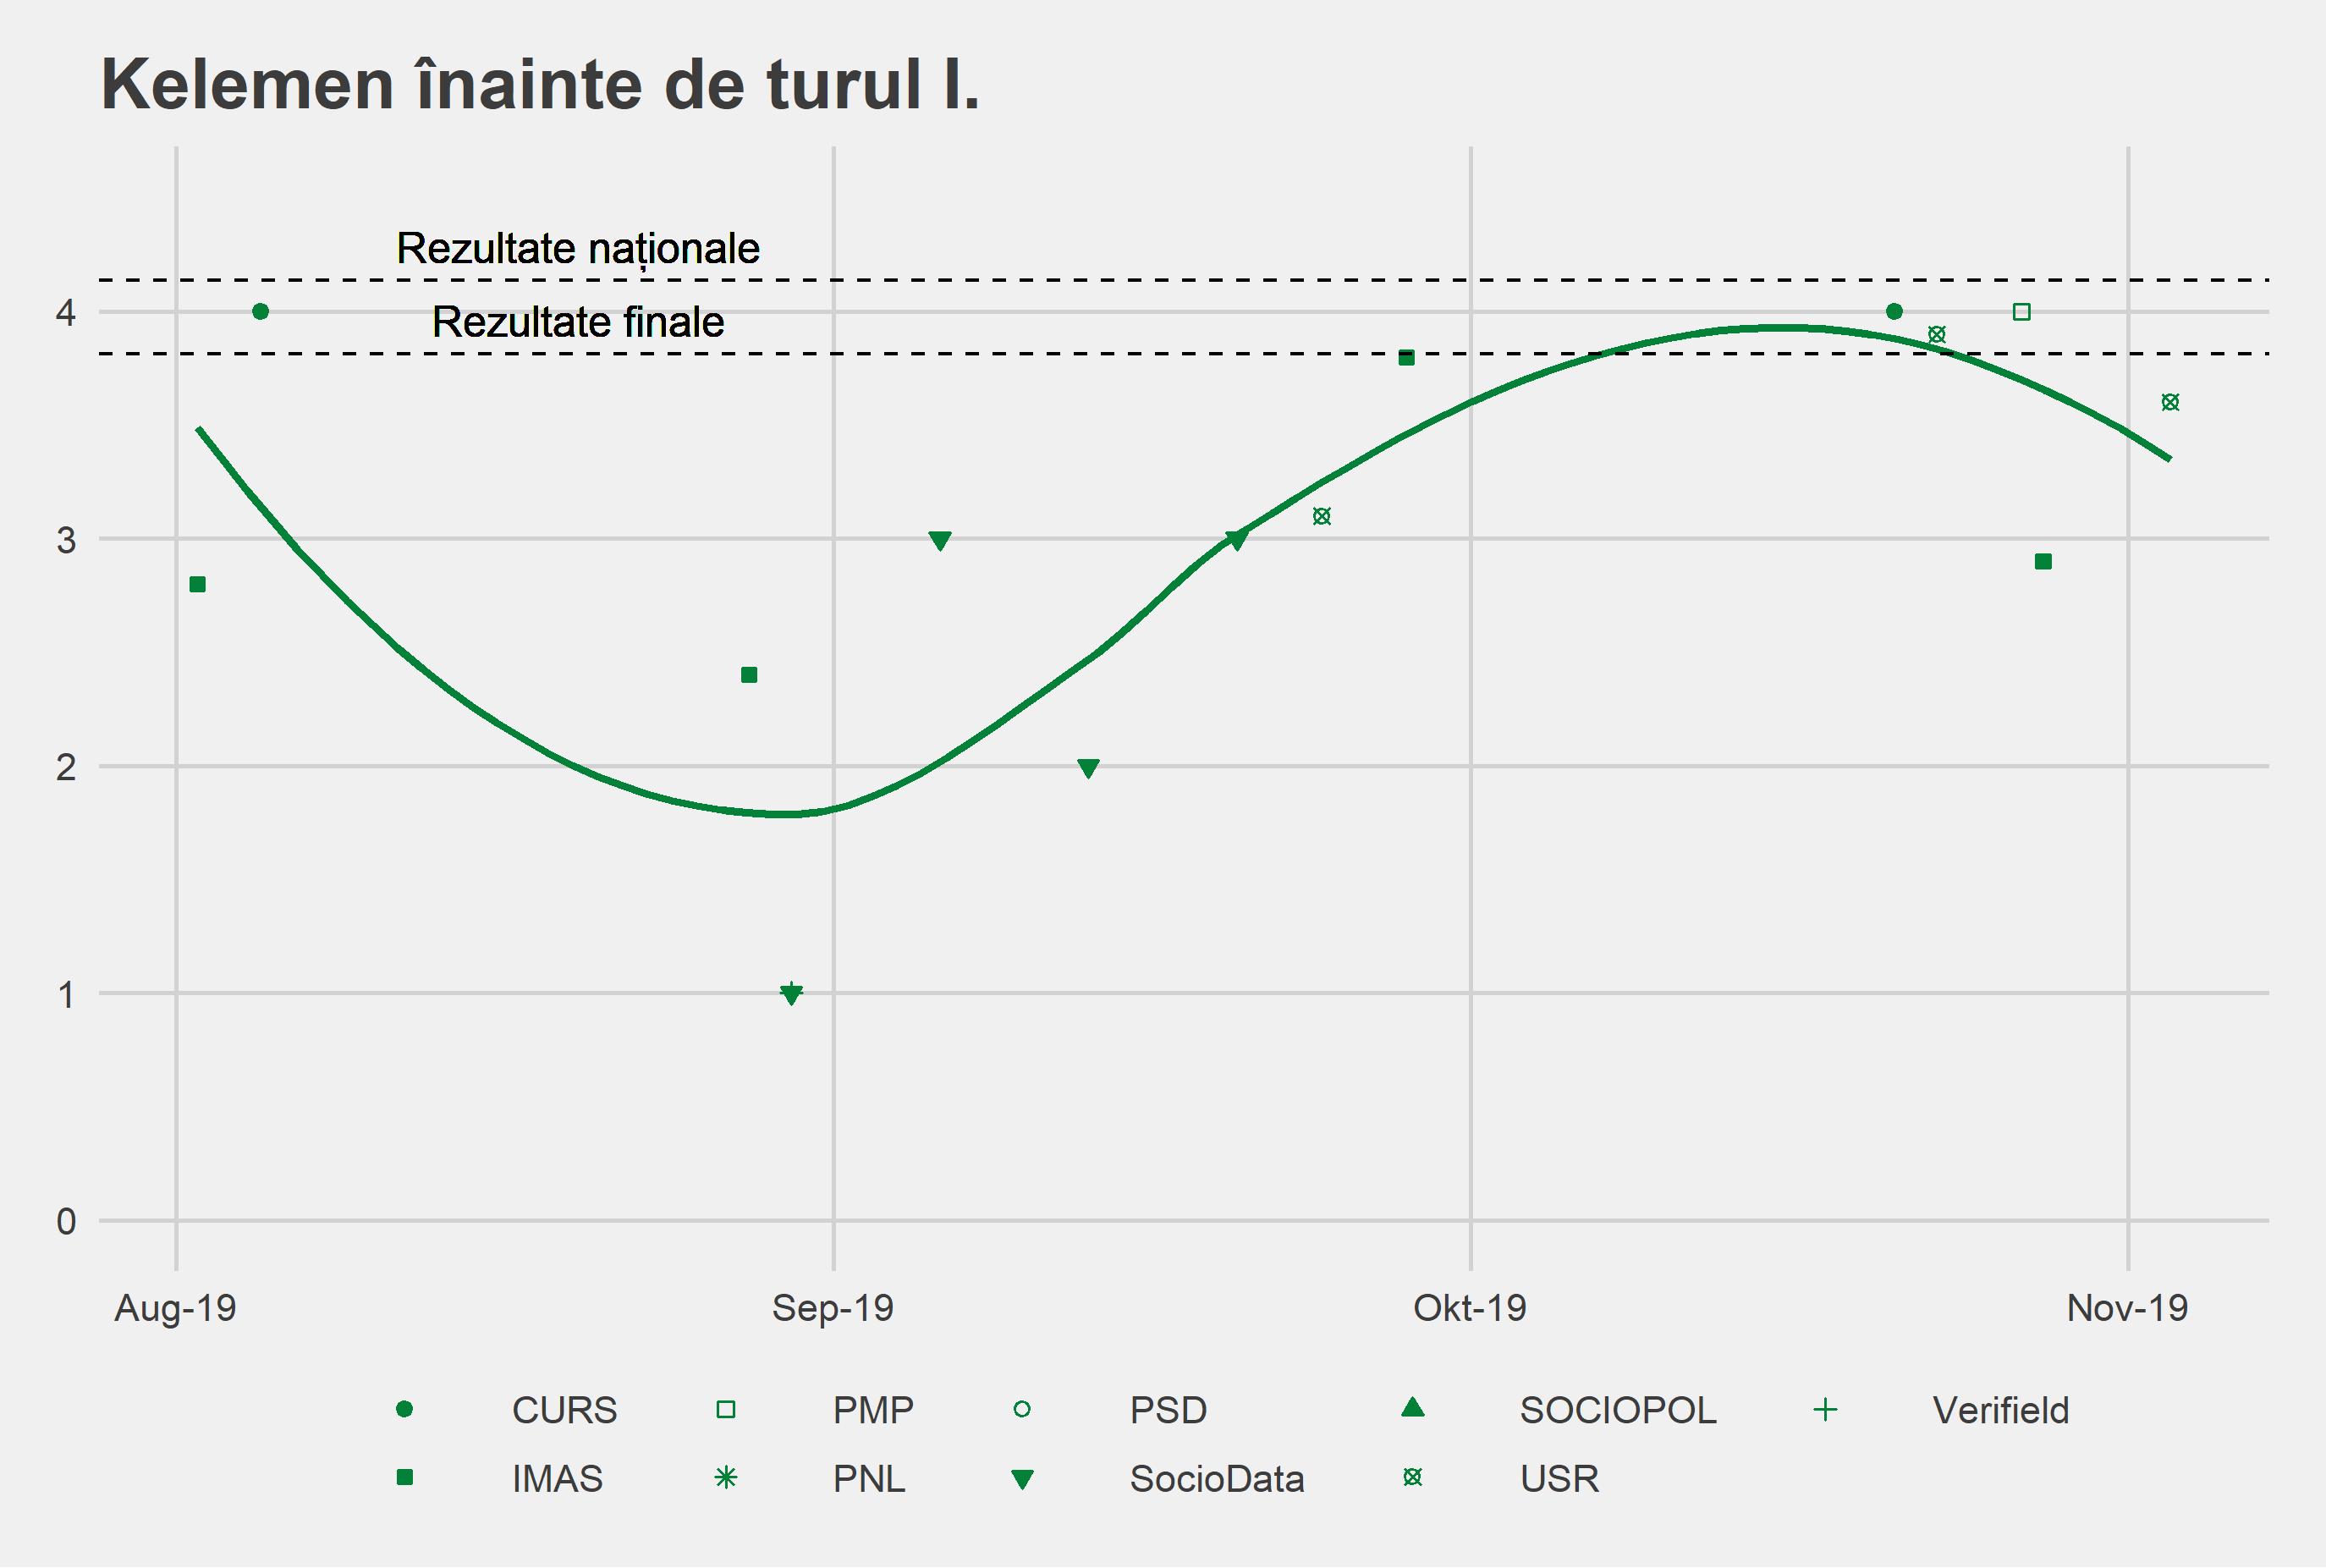 Kelemen înainte de turul I.
Rezultate naționale
4
Rezultate finale
3
2
1
0
Aug-19 Sep-19 Okt-19 Nov-19
CURS PMP PSD SOCIOPOL Verifield
IMAS PNL SocioData USR